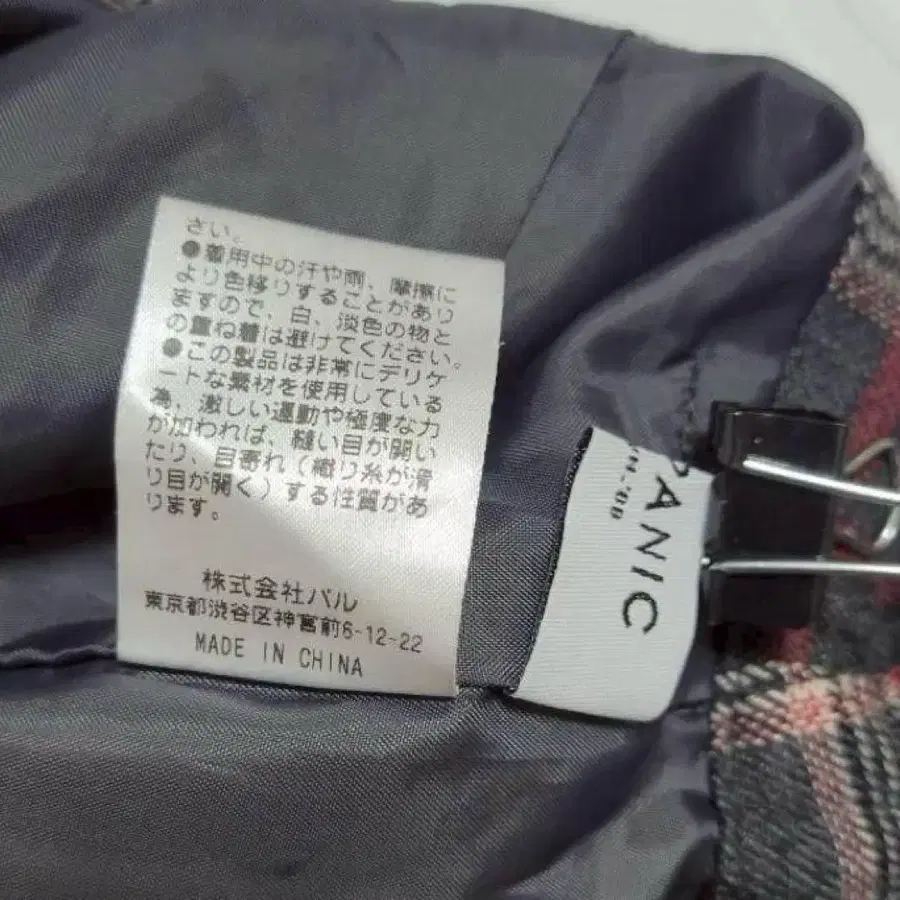 さい。
●着用中の汗や雨、摩擦に
より色移りすることがあり
ますので、白、淡色の物と
の重ね着は避けてください。
●この製品は非常にデリケ
ートな素材を使用している
為、激しい運動や極度な力
が加われば、縫い目が開い
たり、目寄れ（織り糸が滑
り目が開く）する性質があ
ります。
株式会社パル
東京都渋谷区神宮前6-12-22
MADE IN CHINA
PANIC